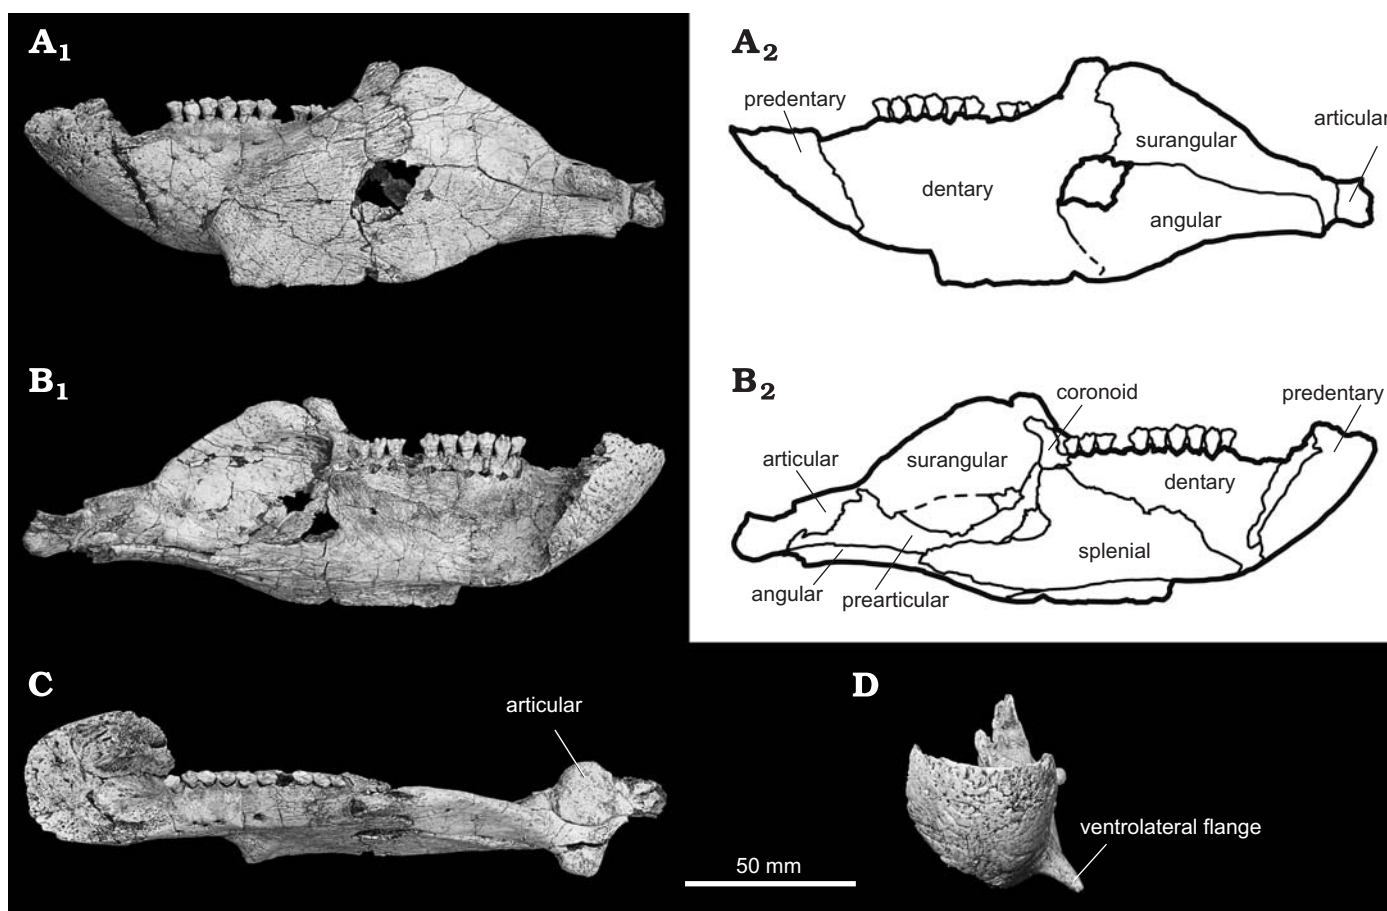 A1
A2
predentary
articular
surangular
dentary
angular
B1
B2
coronoid
predentary
articular
surangular
dentary
splenial
angular
prearticular
C
D
articular
ventrolateral flange
50 mm